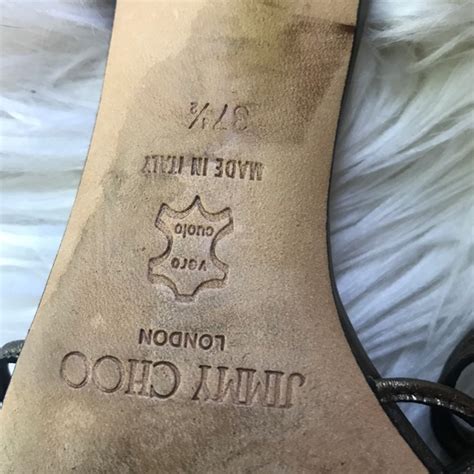 JIMMY CHOO
LONDON
vero
cuoio
MADE IN ITALY
37½